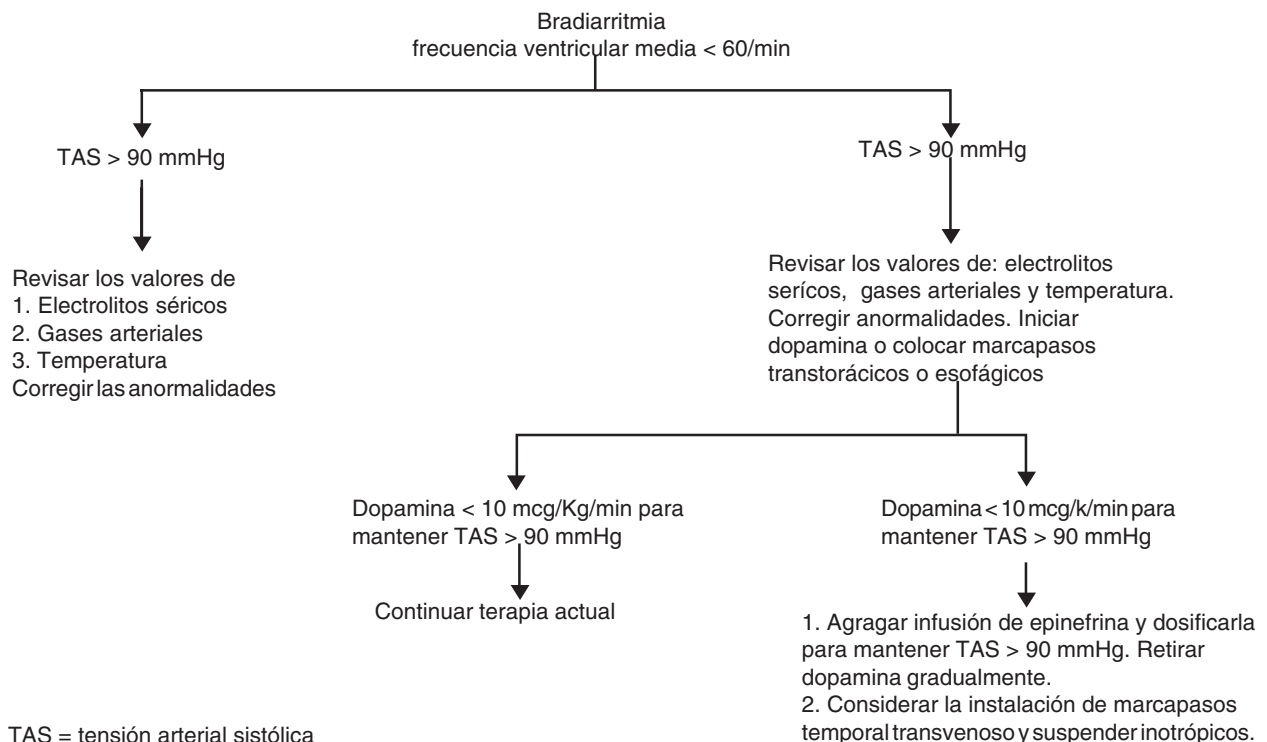 Bradiarritmia
frecuencia ventricular media < 60/min
TAS > 90 mmHg
TAS > 90 mmHg
Revisar los valores de
1. Electrolitos séricos
2. Gases arteriales
3. Temperatura
Corregir las anormalidades
Revisar los valores de: electrolitos
serícos, gases arteriales y temperatura.
Corregir anormalidades. Iniciar
dopamina o colocar marcapasos
transtorácicos o esofágicos
Dopamina < 10 mcg/Kg/min para
mantener TAS > 90 mmHg
Continuar terapia actual
Dopamina < 10 mcg/k/min para
mantener TAS > 90 mmHg
1. Agragar infusión de epinefrina y dosificarla
para mantener TAS > 90 mmHg. Retirar
dopamina gradualmente.
2. Considerar la instalación de marcapasos
temporal transvenoso y suspender inotrópicos.
TAS = tensión arterial sistólica